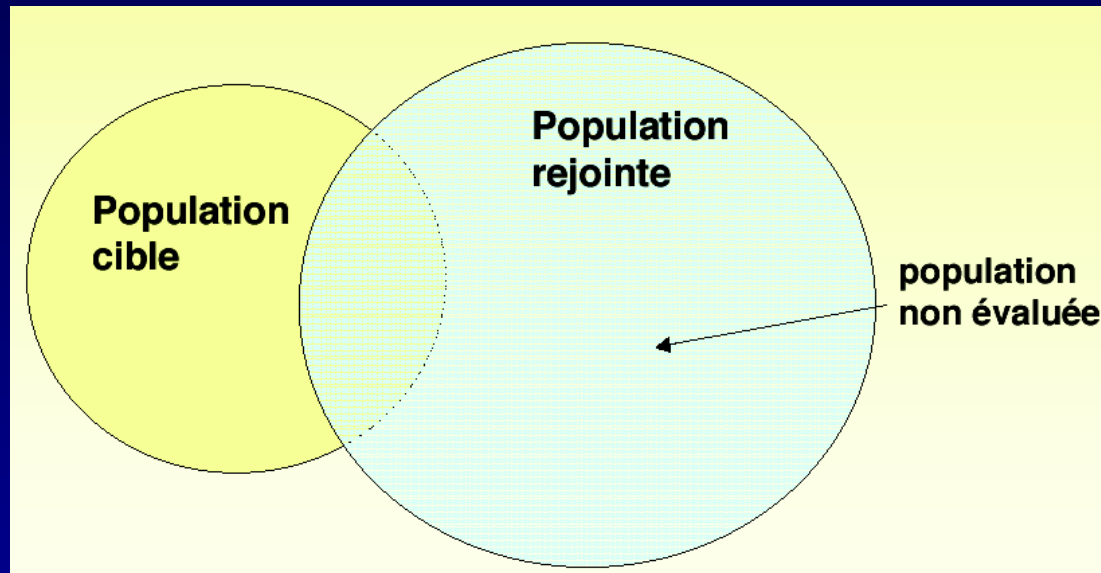 Population
rejointe
Population
cible
population
non évaluée